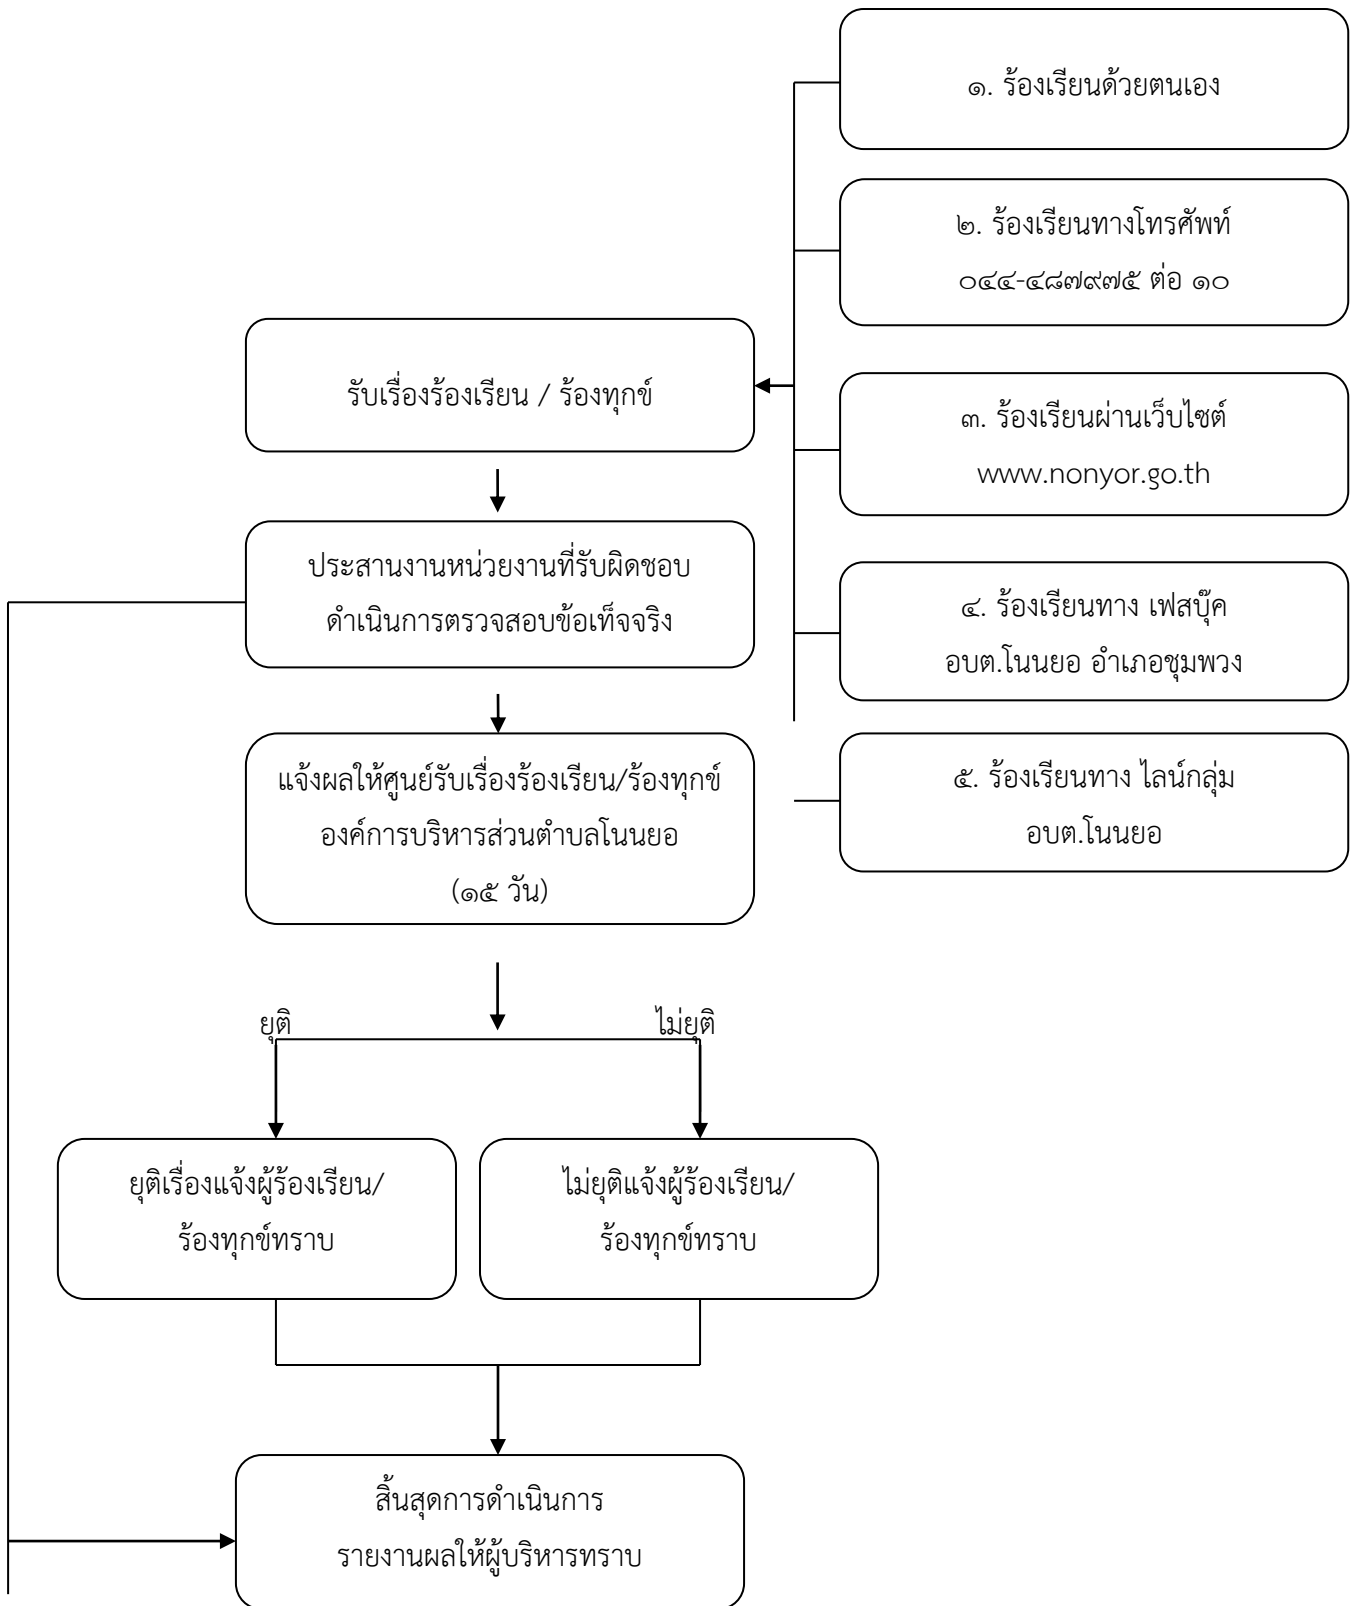 ๑. ร้องเรียนด้วยตนเอง
๒. ร้องเรียนทางโทรศัพท์
๐๔๔-๔๘๗๙๗๕ ต่อ ๑๐
๓. ร้องเรียนผ่านเว็บไซต์
www.nonyor.go.th
๔. ร้องเรียนทาง เฟสบุ๊ค
อบต.โนนยอ อำเภอชุมพวง
๕. ร้องเรียนทาง ไลน์กลุ่ม
อบต.โนนยอ
รับเรื่องร้องเรียน / ร้องทุกข์
ประสานงานหน่วยงานที่รับผิดชอบ
ดำเนินการตรวจสอบข้อเท็จจริง
แจ้งผลให้ศูนย์รับเรื่องร้องเรียน/ร้องทุกข์
องค์การบริหารส่วนตำบลโนนยอ
(๑๕ วัน)
ยุติ
ไม่ยุติ
ยุติเรื่องแจ้งผู้ร้องเรียน/
ร้องทุกข์ทราบ
ไม่ยุติแจ้งผู้ร้องเรียน/
ร้องทุกข์ทราบ
สิ้นสุดการดำเนินการ
รายงานผลให้ผู้บริหารทราบ